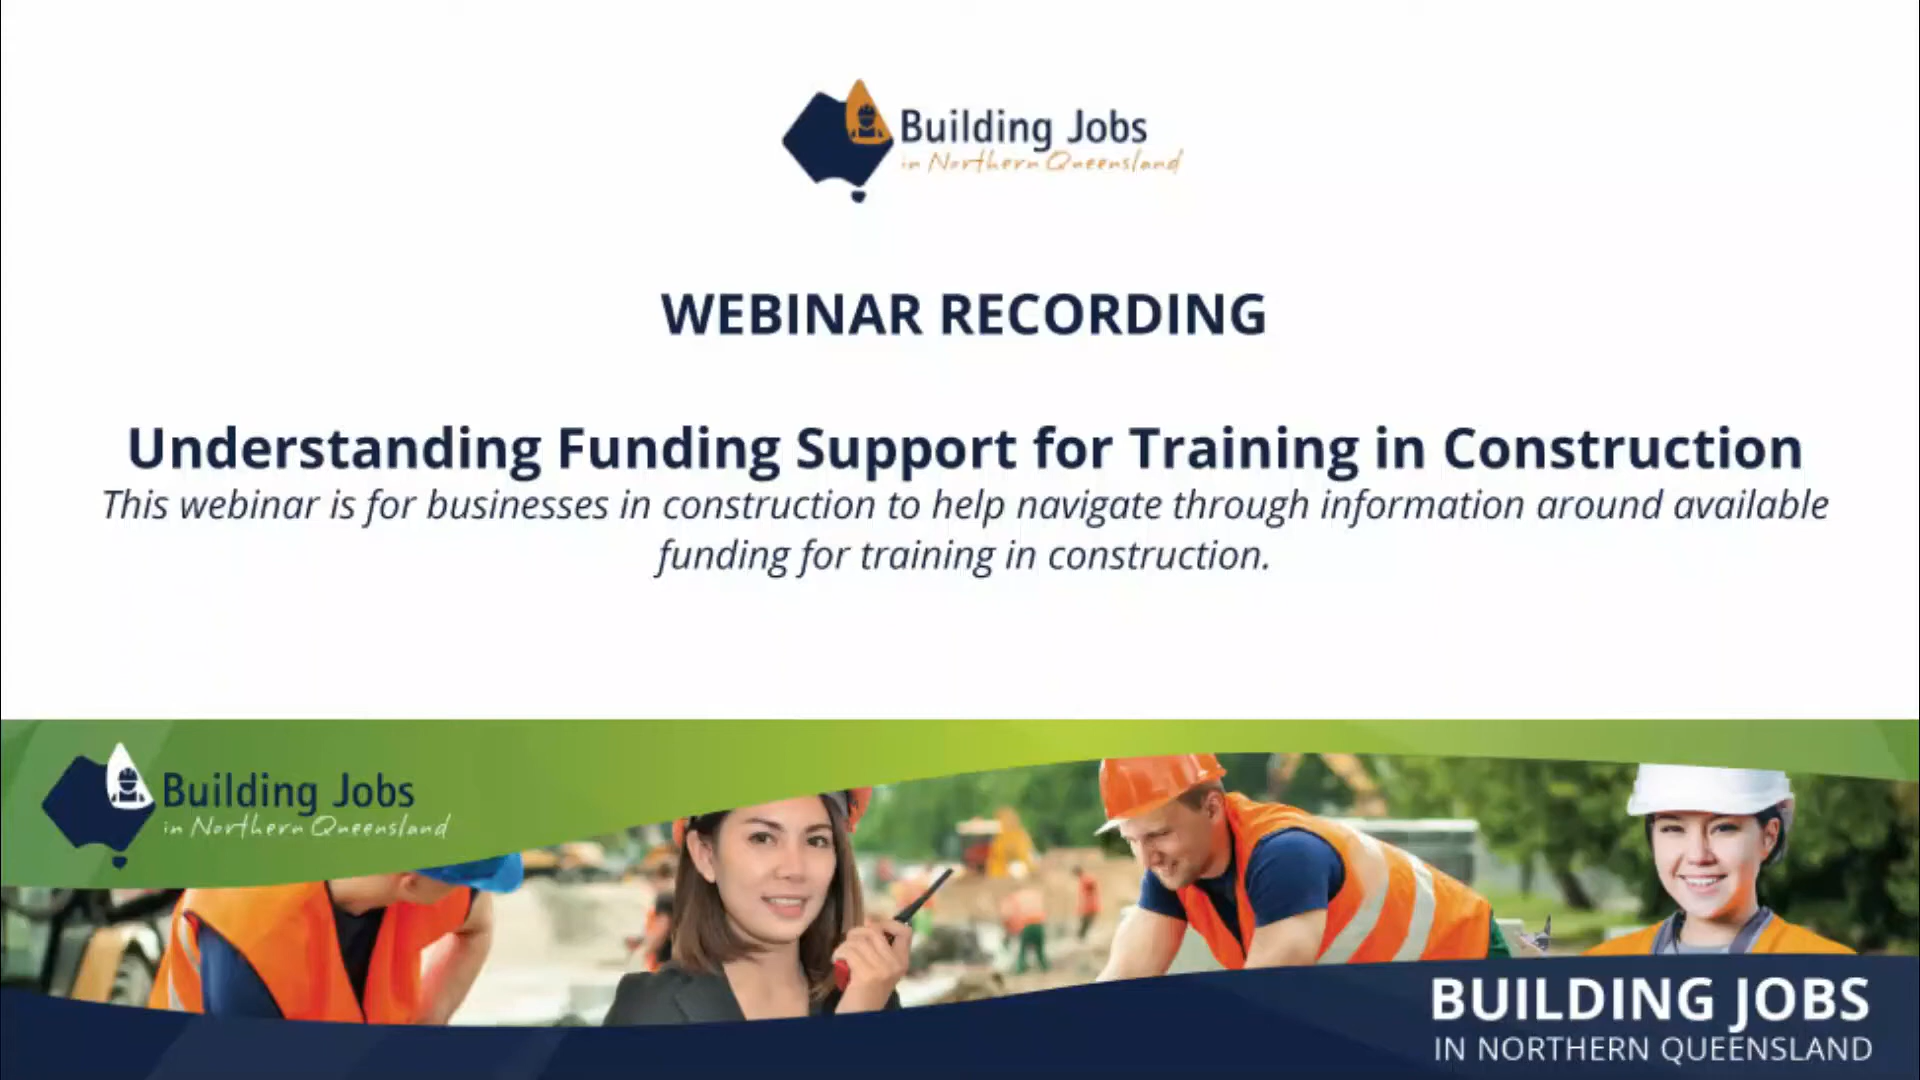 Building Jobs
in Northern Queensland
WEBINAR RECORDING
Understanding Funding Support for Training in Construction
This webinar is for businesses in construction to help navigate through information around available
funding for training in construction.
Building Jobs
in Northern Queensland
BUILDING JOBS
IN NORTHERN QUEENSLAND